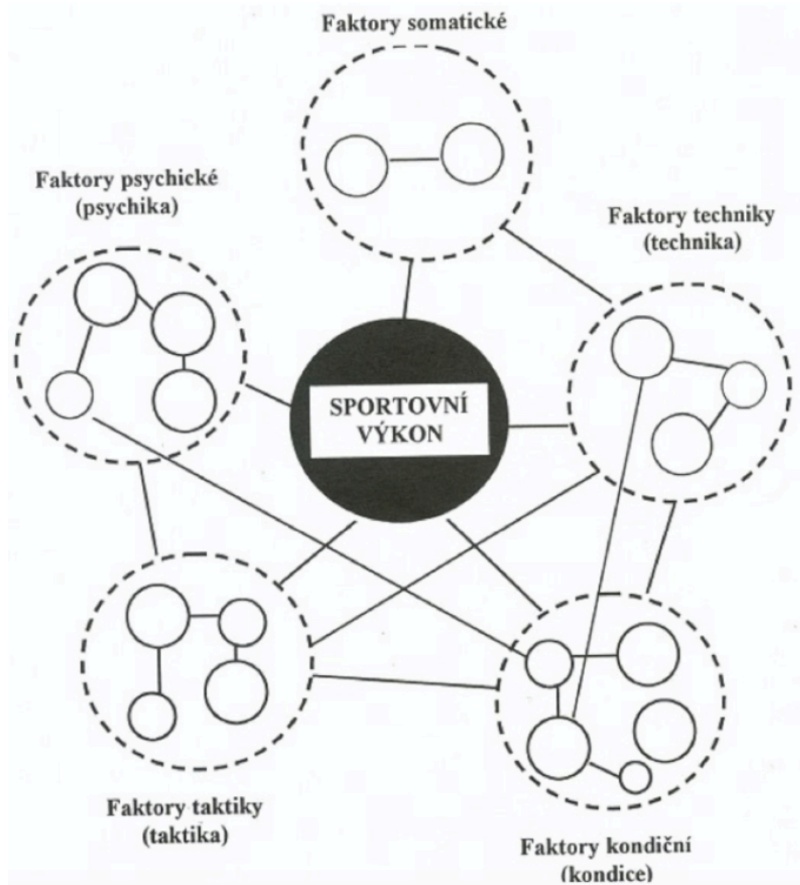 Faktory somatické
Faktory psychické
(psychika)
Faktory techniky
(technika)
SPORTOVNÍ
VÝKON
Faktory taktiky
(taktika)
Faktory kondiční
(kondice)